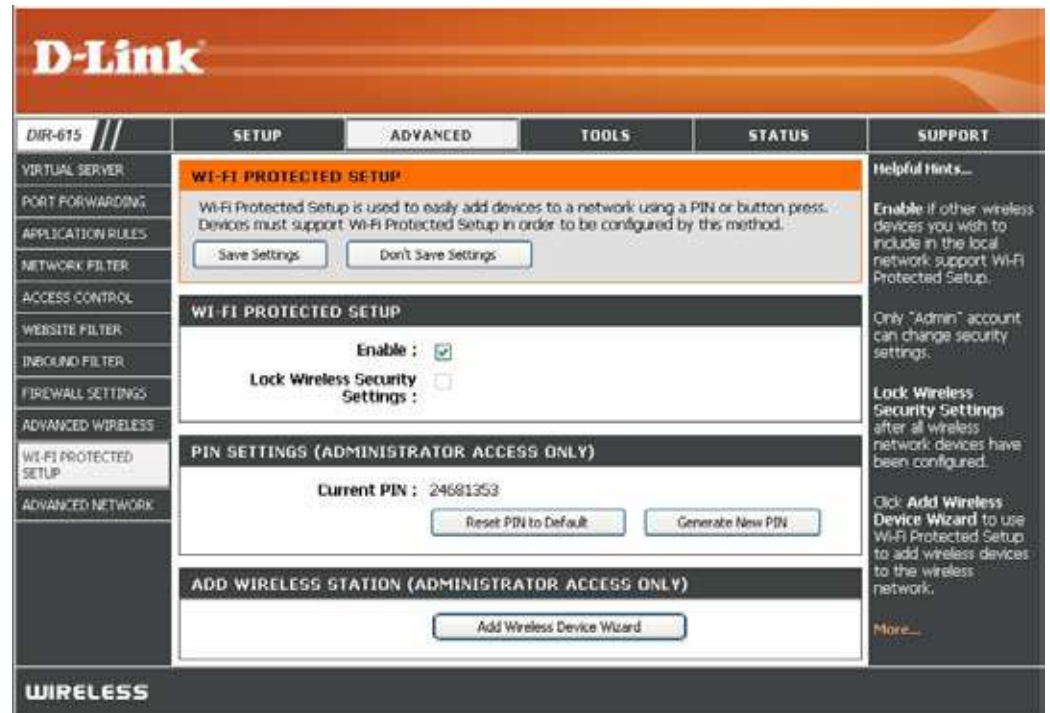 D-Link
DIR-615
SETUP
ADVANCED
TOOLS
STATUS
SUPPORT
VIRTUAL SERVER
PORT FORWARDING
APPLICATION RULES
NETWORK FILTER
ACCESS CONTROL
WEBSITE FILTER
INBOUND FILTER
FIREWALL SETTINGS
ADVANCED WIRELESS
WI-FI PROTECTED
SETUP
ADVANCED NETWORK
WI-FI PROTECTED SETUP
Wi-Fi Protected Setup is used to easily add devices to a network using a PIN or button press.
Devices must support Wi-Fi Protected Setup in order to be configured by this method.
Save Settings
Don't Save Settings
WI-FI PROTECTED SETUP
Enable :
Lock Wireless Security
Settings :
PIN SETTINGS (ADMINISTRATOR ACCESS ONLY)
Current PIN : 24681353
Reset PIN to Default
Generate New PIN
ADD WIRELESS STATION (ADMINISTRATOR ACCESS ONLY)
Add Wireless Device Wizard
Helpful Hints...
Enable if other wireless
devices you wish to
include in the local
network support Wi-Fi
Protected Setup.
Only "Admin" account
can change security
settings.
Lock Wireless
Security Settings
after all wireless
network devices have
been configured.
Click Add Wireless
Device Wizard to use
Wi-Fi Protected Setup
to add wireless devices
to the wireless
network.
More...
WIRELESS